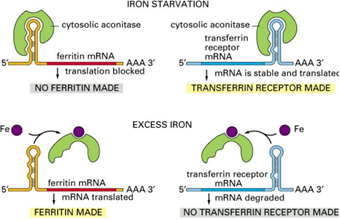 IRON STARVATION
cytosolic aconitase
ferritin mRNA
5′ AAA 3′
translation blocked
NO FERRITIN MADE
cytosolic aconitase
transferrin
receptor
mRNA
5′ AAA 3′
mRNA is stable and translated
TRANSFERRIN RECEPTOR MADE
EXCESS IRON
Fe
ferritin mRNA
5′ AAA 3′
mRNA translated
FERRITIN MADE
Fe
transferrin receptor
mRNA
5′ AAA 3′
mRNA degraded
NO TRANSFERRIN RECEPTOR MADE